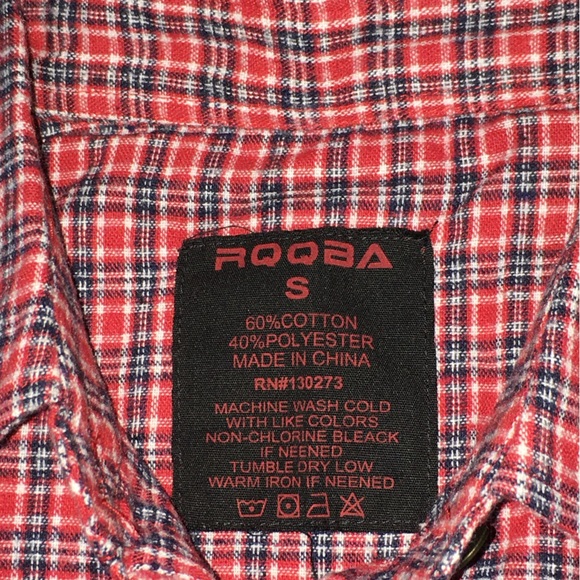 RQQBA
S
60%COTTON
40%POLYESTER
MADE IN CHINA
RN#130273
MACHINE WASH COLD
WITH LIKE COLORS
NON-CHLORINE BLEACK
IF NEENED
TUMBLE DRY LOW
WARM IRON IF NEENED